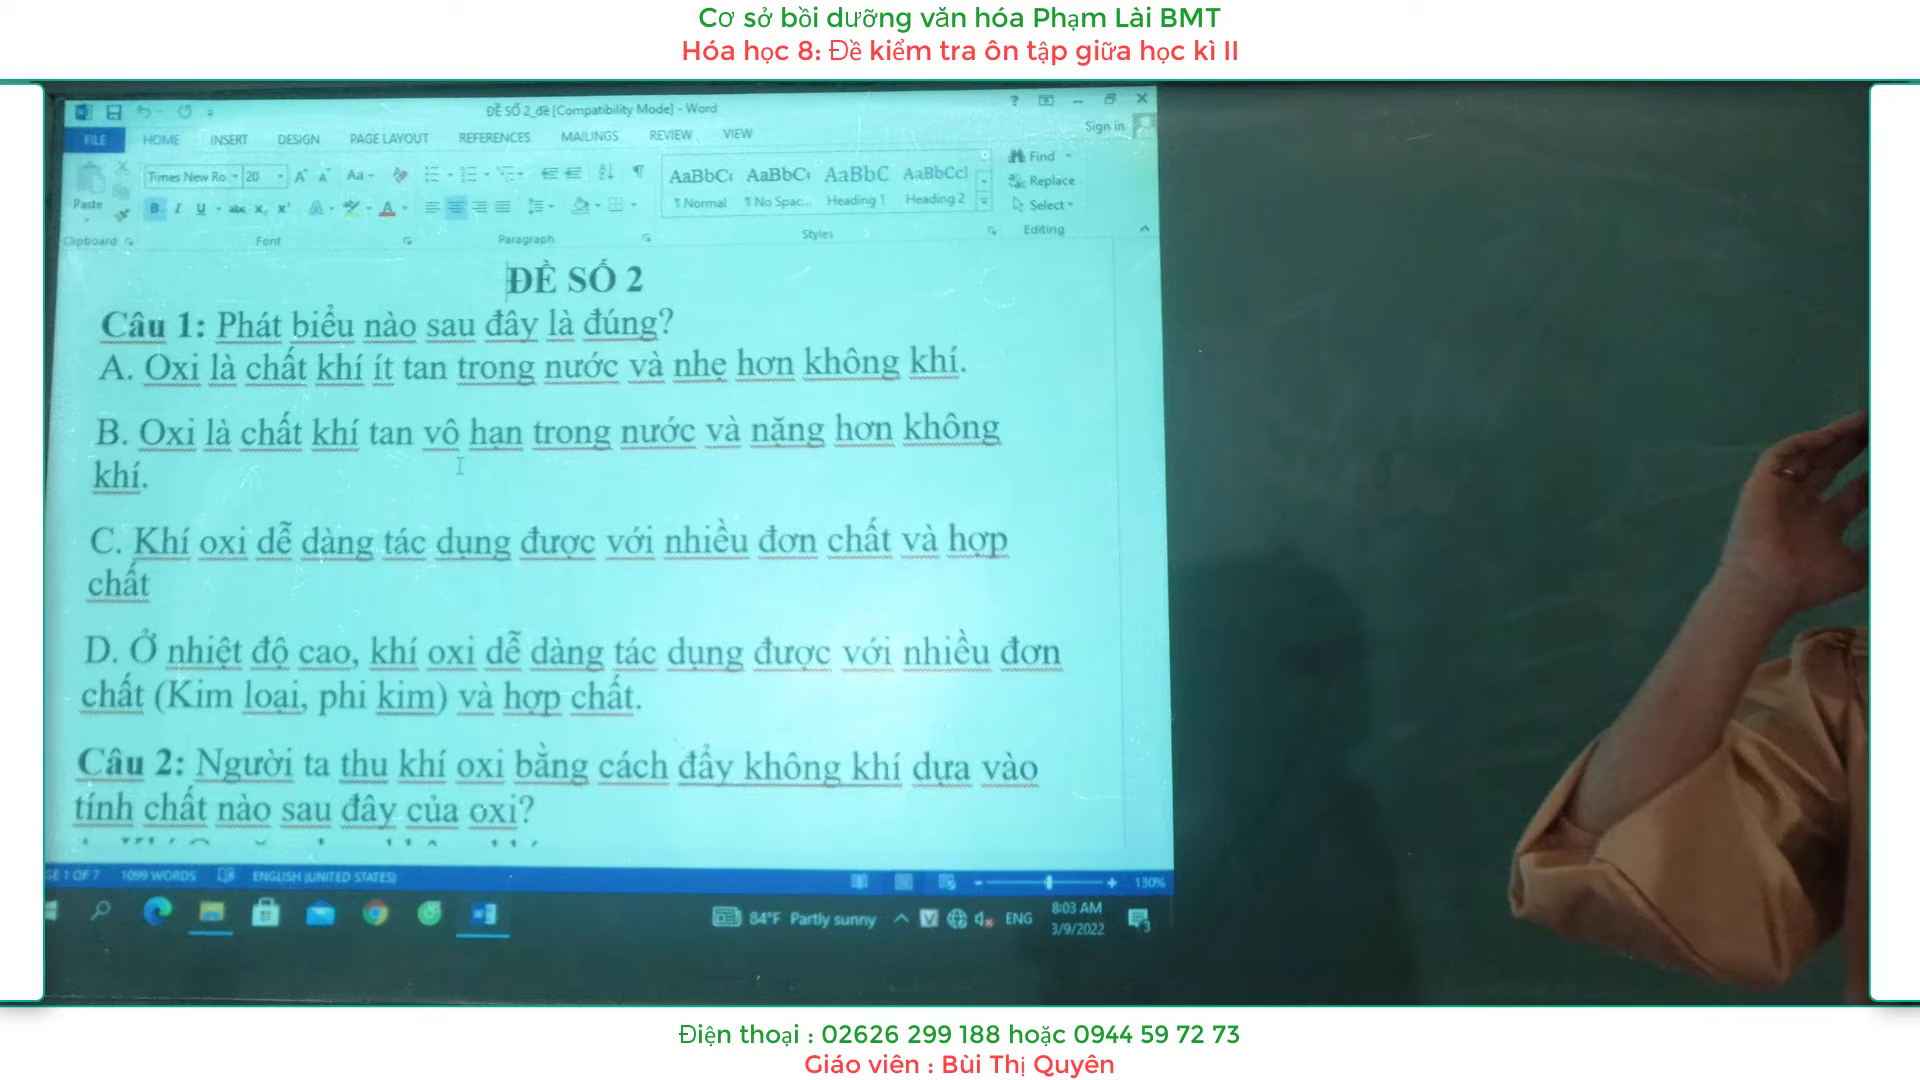 Cơ sở bồi dưỡng văn hóa Phạm Lài BMT
Hóa học 8: Đề kiểm tra ôn tập giữa học kì II
ĐỀ SỐ 2_đề [Compatibility Mode] - Word
Sign in
FILE HOME INSERT DESIGN PAGE LAYOUT REFERENCES MAILINGS REVIEW VIEW
Times New Ro 20
Paste
AaBbC AaBbC AaBbC AaBbCcl
¶ Normal ¶ No Spac... Heading 1 Heading 2
Find
Replace
Select
Clipboard Font Paragraph Styles Editing
ĐỀ SỐ 2
Câu 1: Phát biểu nào sau đây là đúng?
A. Oxi là chất khí ít tan trong nước và nhẹ hơn không khí.
B. Oxi là chất khí tan vô hạn trong nước và nặng hơn không
khí.
C. Khí oxi dễ dàng tác dụng được với nhiều đơn chất và hợp
chất
D. Ở nhiệt độ cao, khí oxi dễ dàng tác dụng được với nhiều đơn
chất (Kim loại, phi kim) và hợp chất.
Câu 2: Người ta thu khí oxi bằng cách đẩy không khí dựa vào
tính chất nào sau đây của oxi?
GE 1 OF 7 1099 WORDS ENGLISH (UNITED STATES) 130%
84°F Partly sunny ENG 8:03 AM
3/9/2022
Điện thoại : 02626 299 188 hoặc 0944 59 72 73
Giáo viên : Bùi Thị Quyên